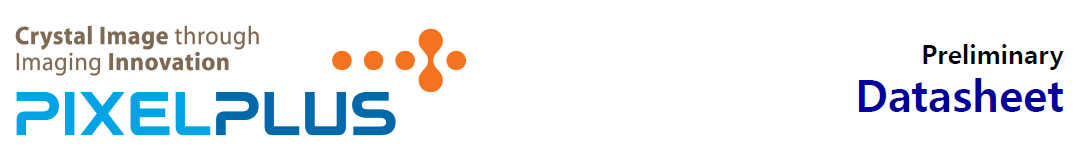 Crystal Image through
Imaging Innovation
PIXELPLUS
Preliminary
Datasheet